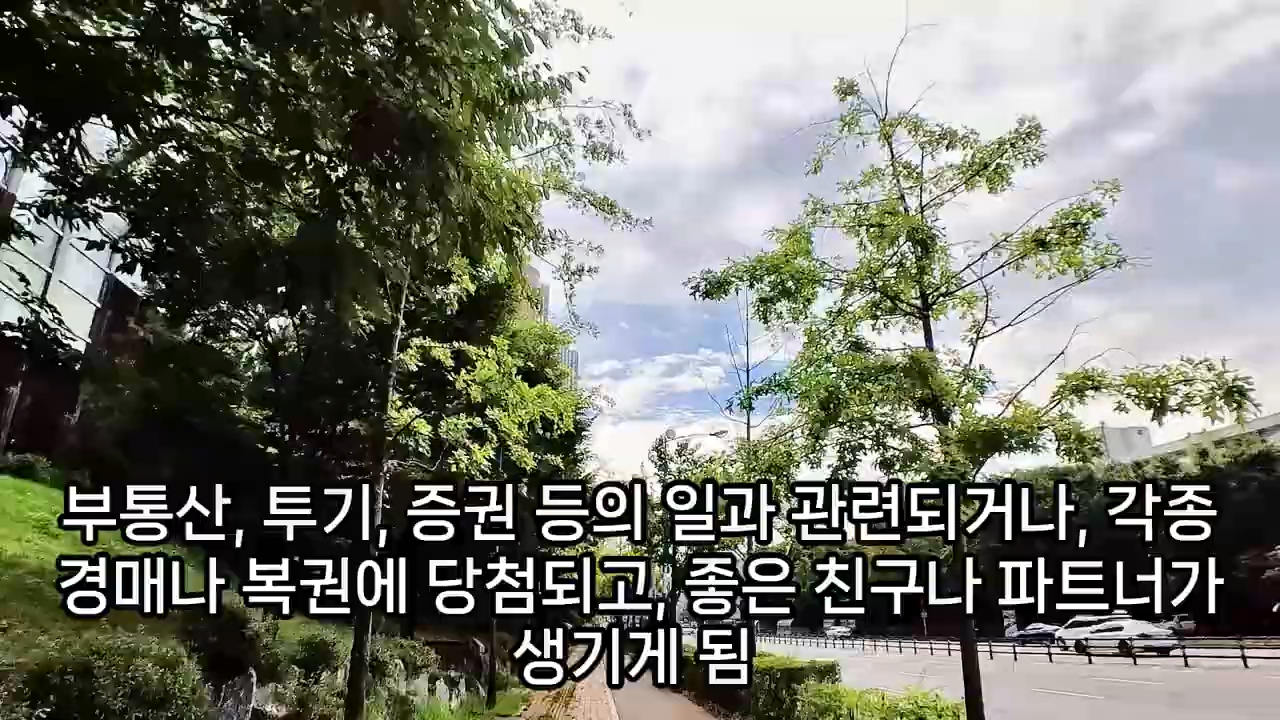 부통산, 투기, 증권 등의 일과 관련되거나, 각종
경매나 복권에 당첨되고, 좋은 친구나 파트너가
생기게 됨